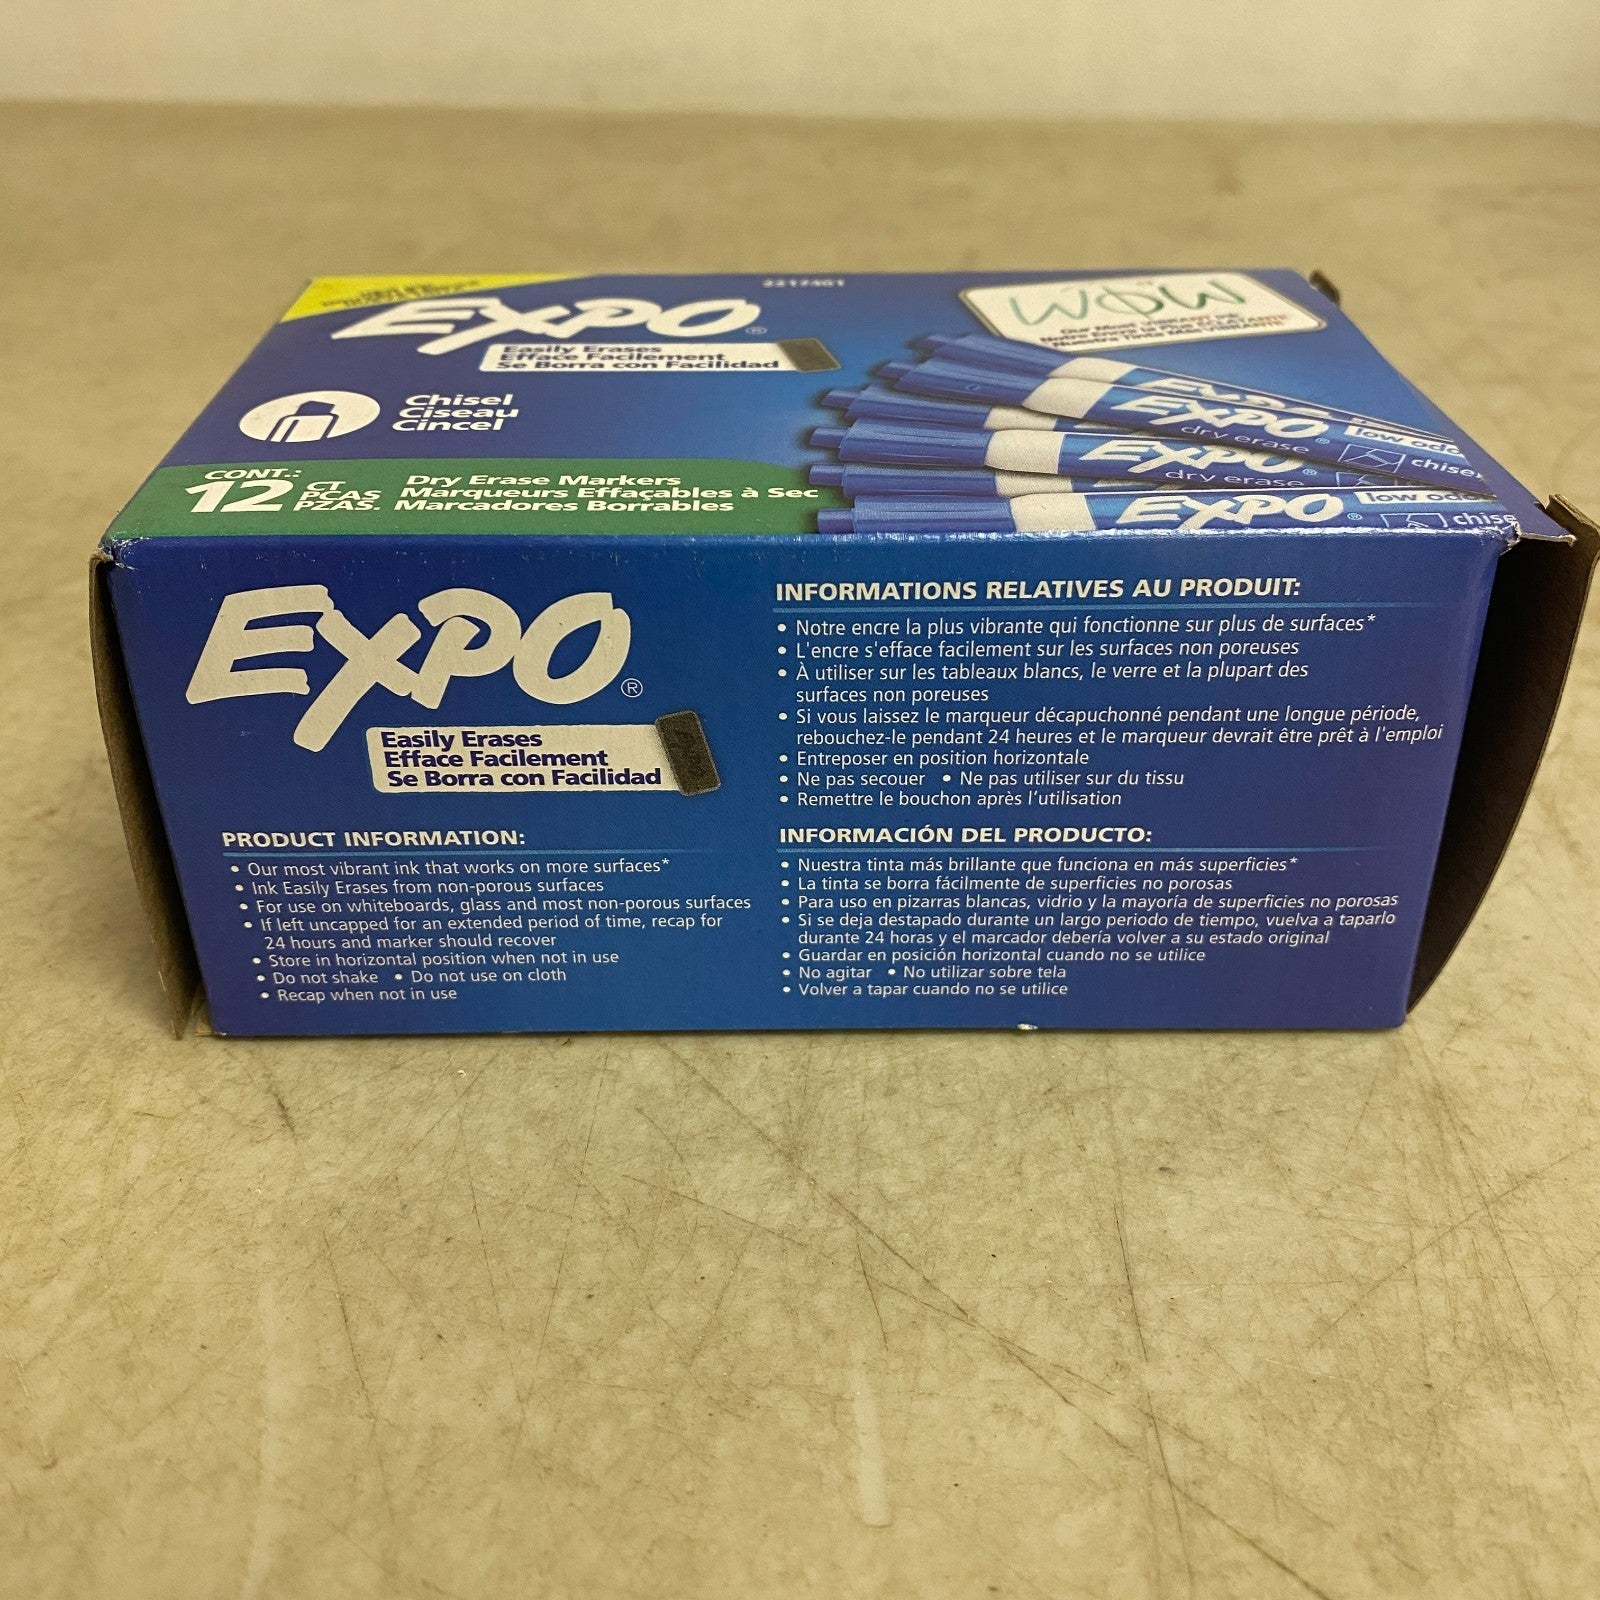 2217461
EXPO®
Easily Erases
Efface Facilement
Se Borra con Facilidad
WOW
Chisel
Ciseau
Cincel
CONT.:
12 CT
PCAS
PZAS.
Dry Erase Markers
Marqueurs Effaçables à Sec
Marcadores Borrables
EXPO
EXPO®
dry erase
low odo
chise
EXPO
dry erase
EXPO®
low odo
chise
EXPO®
Easily Erases
Efface Facilement
Se Borra con Facilidad
PRODUCT INFORMATION:
• Our most vibrant ink that works on more surfaces*
• Ink Easily Erases from non-porous surfaces
• For use on whiteboards, glass and most non-porous surfaces
• If left uncapped for an extended period of time, recap for
24 hours and marker should recover
• Store in horizontal position when not in use
• Do not shake • Do not use on cloth
• Recap when not in use
INFORMATIONS RELATIVES AU PRODUIT:
• Notre encre la plus vibrante qui fonctionne sur plus de surfaces*
• L'encre s'efface facilement sur les surfaces non poreuses
• À utiliser sur les tableaux blancs, le verre et la plupart des
surfaces non poreuses
• Si vous laissez le marqueur décapuchonné pendant une longue période,
rebouchez-le pendant 24 heures et le marqueur devrait être prêt à l'emploi
• Entreposer en position horizontale
• Ne pas secouer • Ne pas utiliser sur du tissu
• Remettre le bouchon après l'utilisation
INFORMACIÓN DEL PRODUCTO:
• Nuestra tinta más brillante que funciona en más superficies*
• La tinta se borra fácilmente de superficies no porosas
• Para uso en pizarras blancas, vidrio y la mayoría de superficies no porosas
• Si se deja destapado durante un largo periodo de tiempo, vuelva a taparlo
durante 24 horas y el marcador debería volver a su estado original
• Guardar en posición horizontal cuando no se utilice
• No agitar • No utilizar sobre tela
• Volver a tapar cuando no se utilice